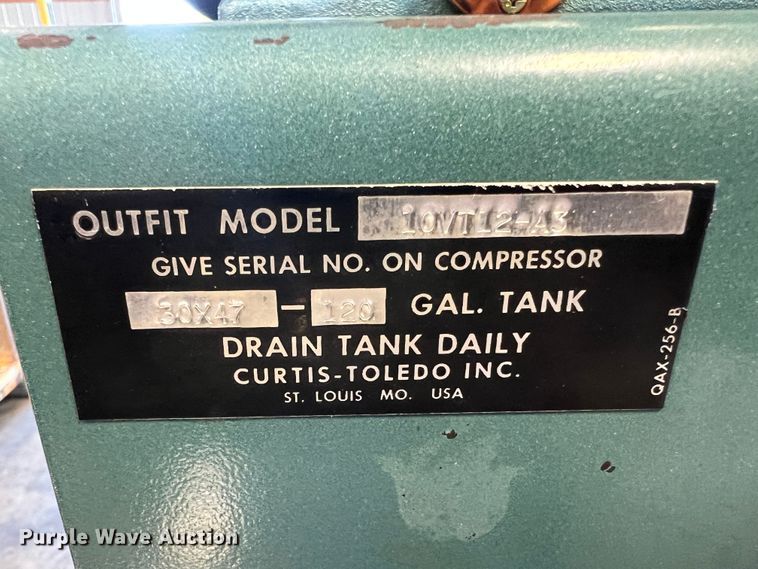 OUTFIT MODEL 10VT12-A3
GIVE SERIAL NO. ON COMPRESSOR
30X47 - 120 GAL. TANK
DRAIN TANK DAILY
CURTIS-TOLEDO INC.
ST. LOUIS MO. USA
QAX-256-B
Purple Wave Auction